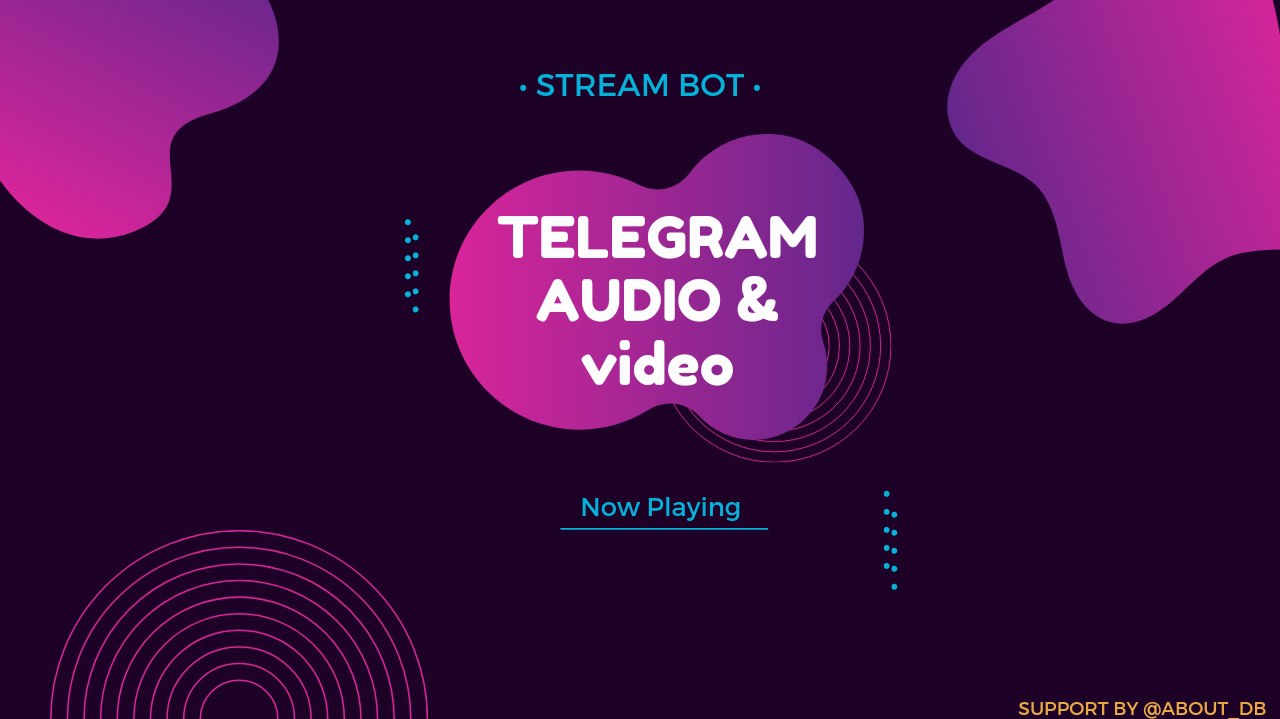 • STREAM BOT •
TELEGRAM
AUDIO &
video
Now Playing
SUPPORT BY @ABOUT_DB